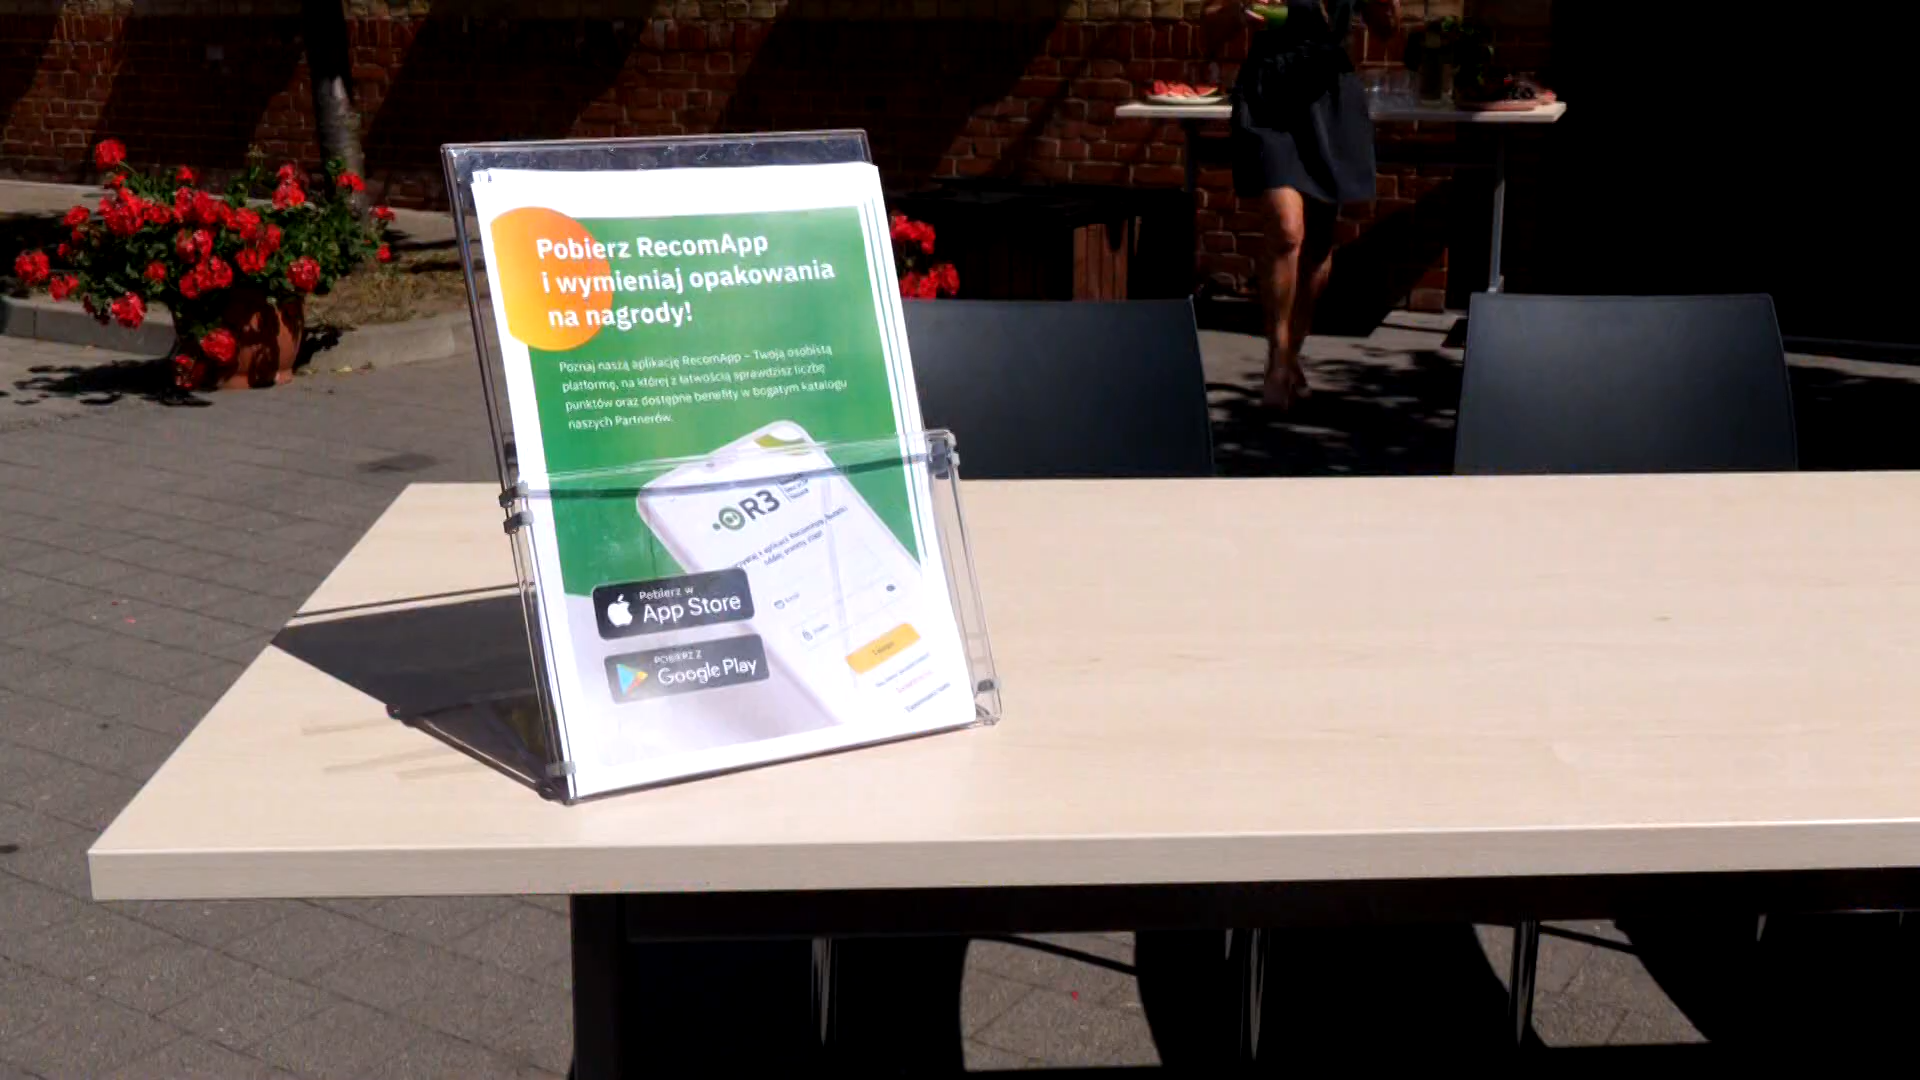 Pobierz RecomApp
i wymieniaj opakowania
na nagrody!
Poznaj naszą aplikację RecomApp – Twoją osobistą
platformę, na której z łatwością sprawdzisz liczbę
punktów oraz dostępne benefity w bogatym katalogu
naszych Partnerów.
R3
Pobierz w
App Store
POBIERZ Z
Google Play